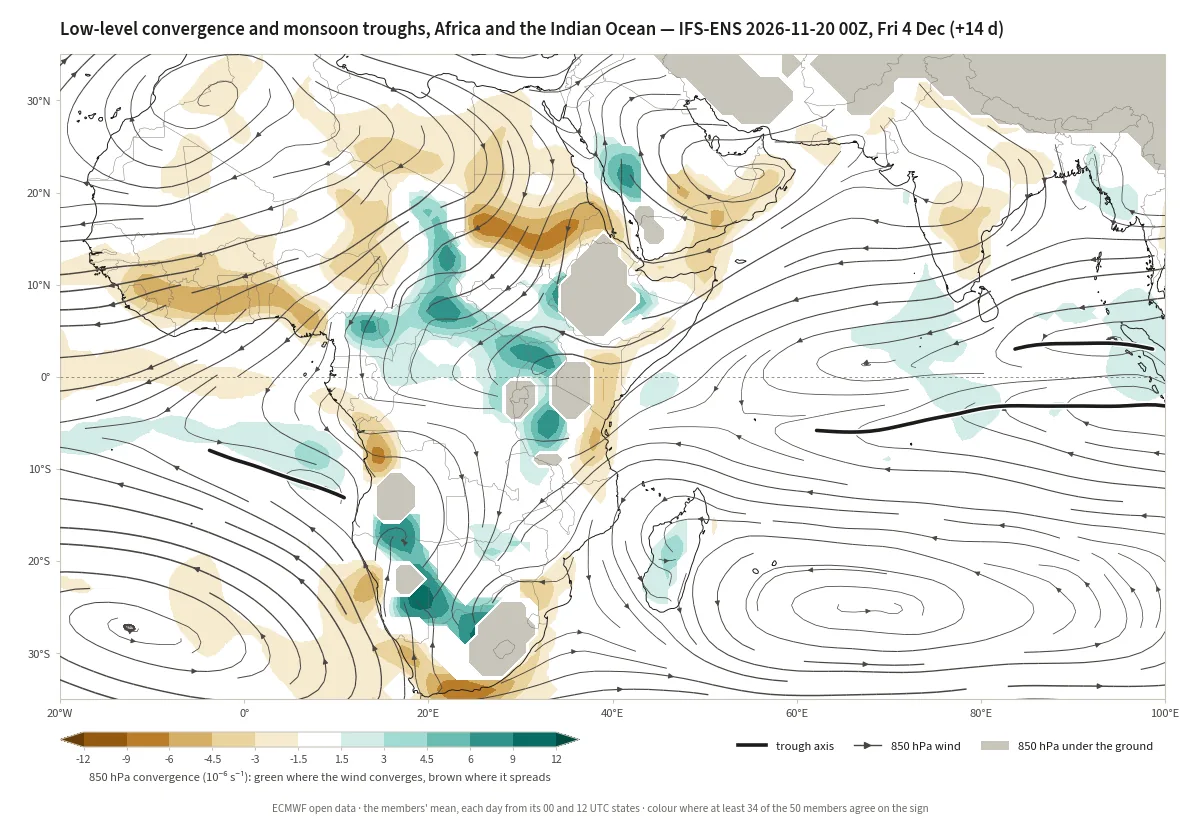 Low-level convergence and monsoon troughs, Africa and the Indian Ocean — IFS-ENS 2026-11-20 00Z, Fri 4 Dec (+14 d)
30°N
20°N
10°N
0°
10°S
20°S
30°S
20°W 0° 20°E 40°E 60°E 80°E 100°E
-12 -9 -6 -4.5 -3 -1.5 1.5 3 4.5 6 9 12
850 hPa convergence (10⁻⁶ s⁻¹): green where the wind converges, brown where it spreads
trough axis 850 hPa wind 850 hPa under the ground
ECMWF open data · the members' mean, each day from its 00 and 12 UTC states · colour where at least 34 of the 50 members agree on the sign